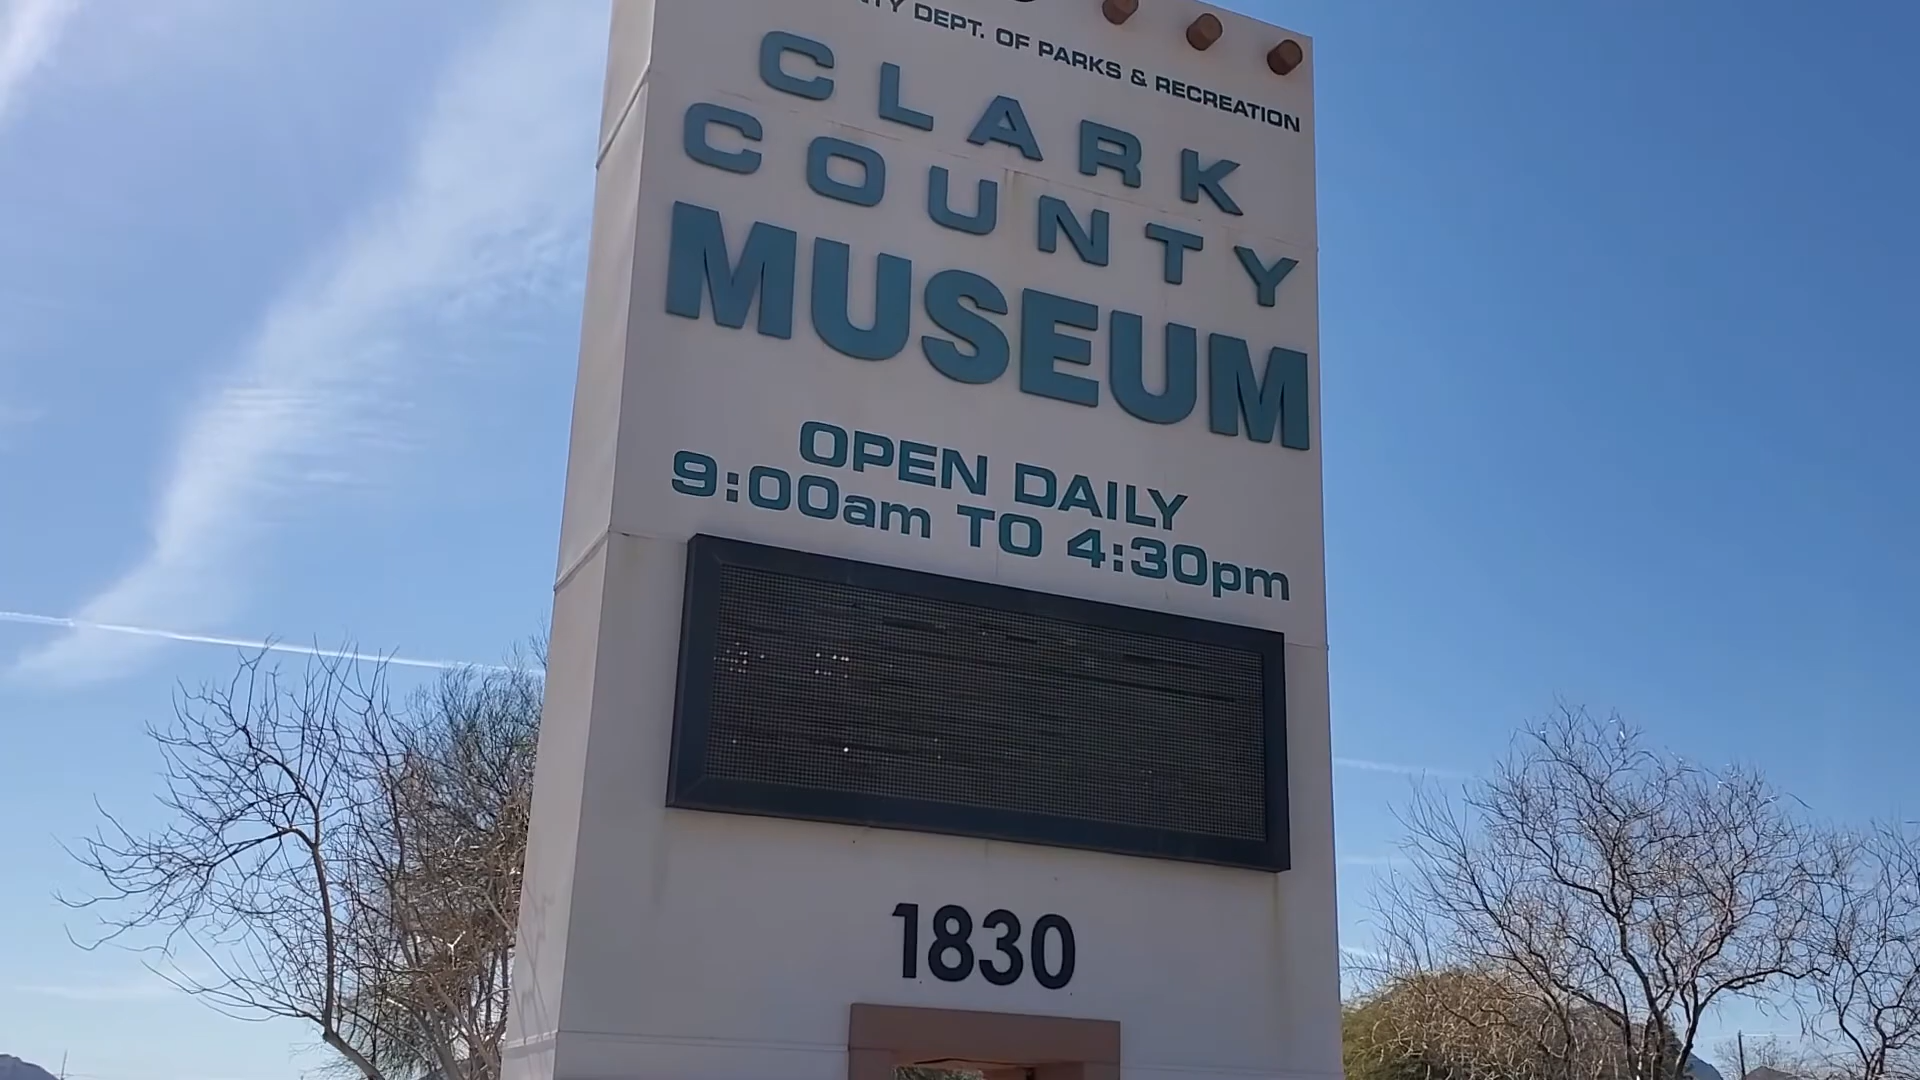 DEPT. OF PARKS & RECREATION
CLARK
COUNTY
MUSEUM
OPEN DAILY
9:00am TO 4:30pm
1830